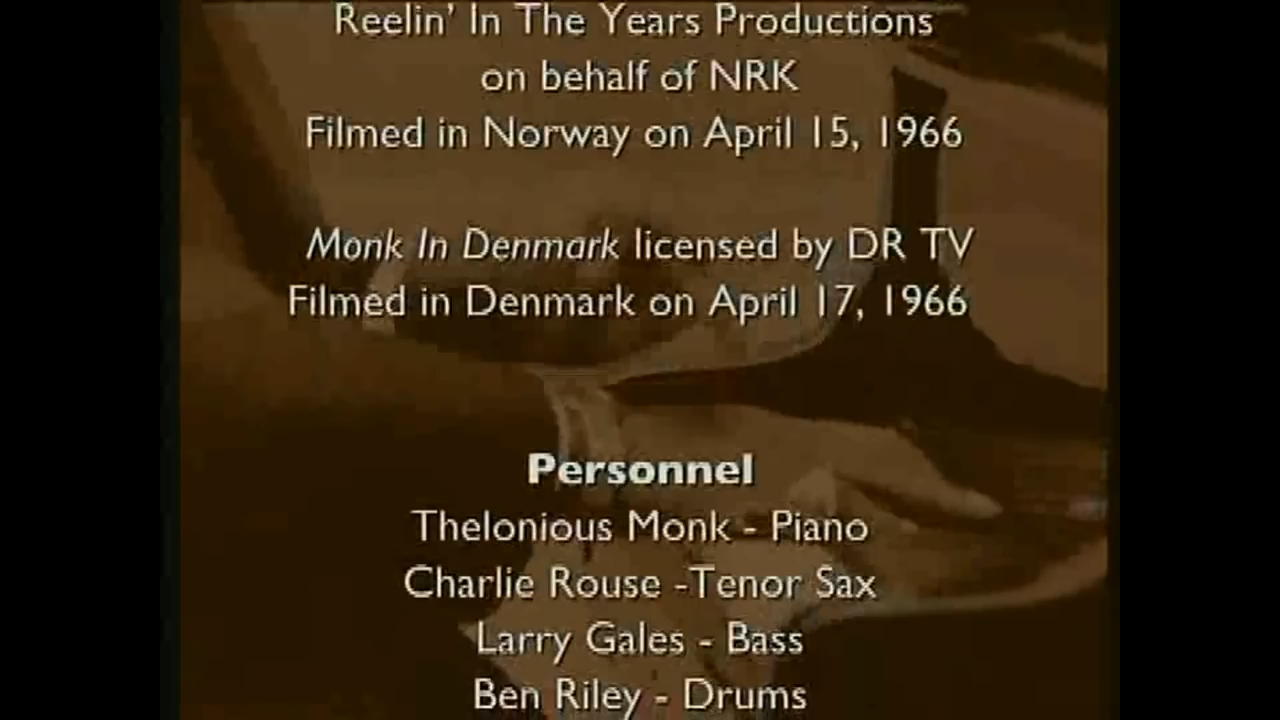 Reelin' In The Years Productions
on behalf of NRK
Filmed in Norway on April 15, 1966
Monk In Denmark licensed by DR TV
Filmed in Denmark on April 17, 1966
Personnel
Thelonious Monk - Piano
Charlie Rouse -Tenor Sax
Larry Gales - Bass
Ben Riley - Drums